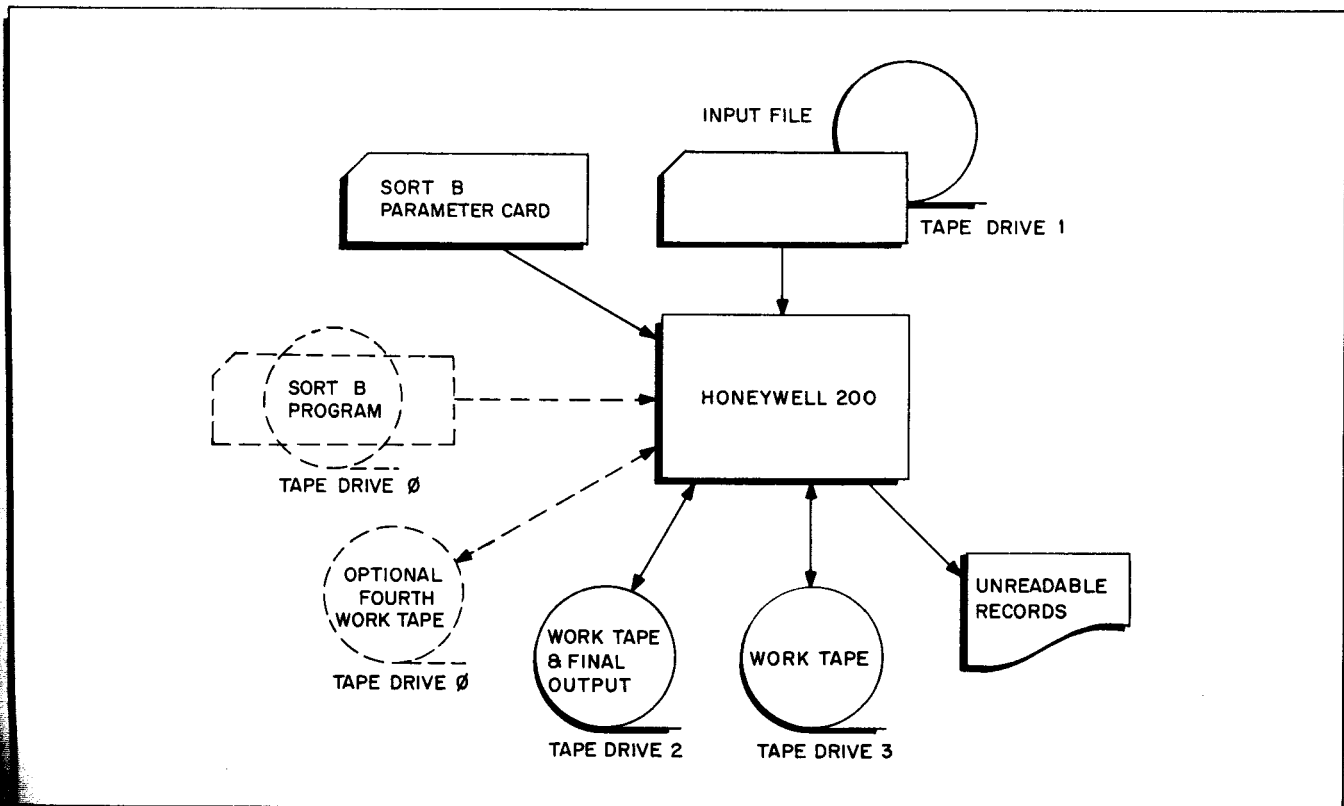 INPUT FILE
TAPE DRIVE 1
SORT B
PARAMETER CARD
HONEYWELL 200
SORT B
PROGRAM
TAPE DRIVE Ø
OPTIONAL
FOURTH
WORK TAPE
TAPE DRIVE Ø
WORK TAPE
& FINAL
OUTPUT
TAPE DRIVE 2
WORK TAPE
TAPE DRIVE 3
UNREADABLE
RECORDS